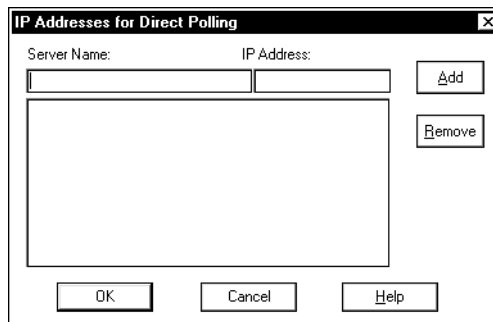 IP Addresses for Direct Polling
Server Name: IP Address:
Add
Remove
OK Cancel Help